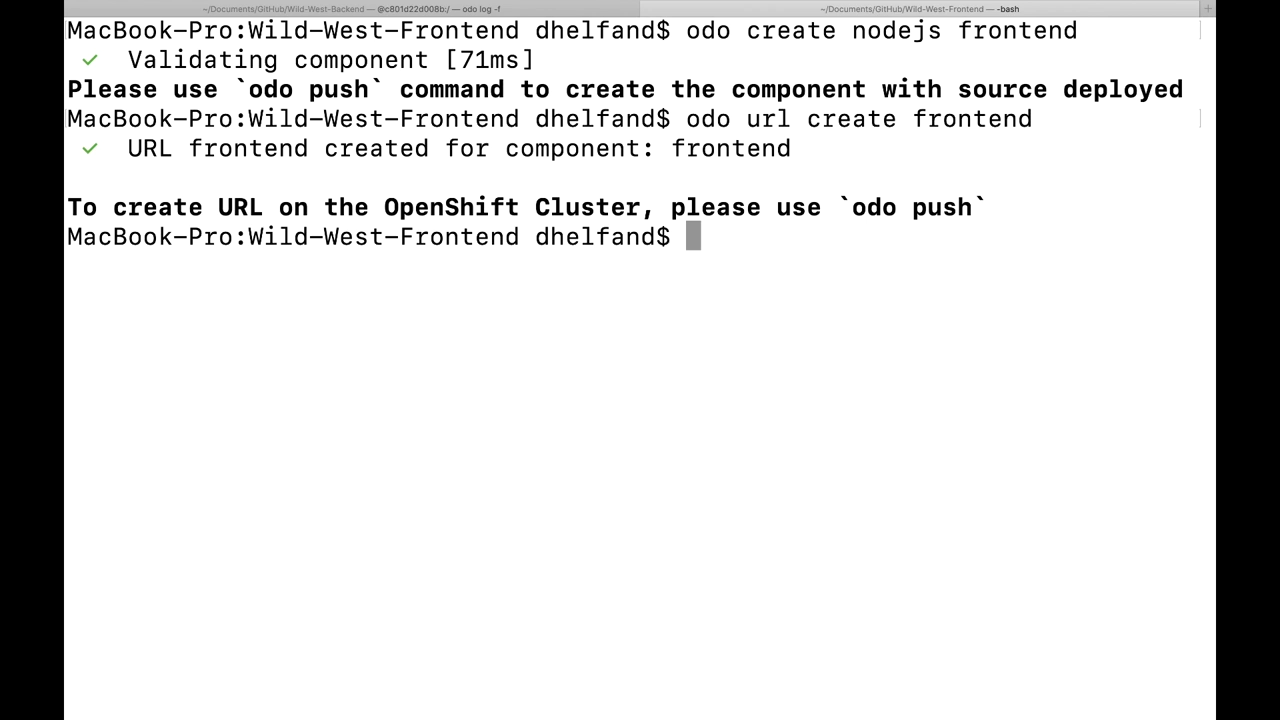 ~/Documents/GitHub/Wild-West-Backend — @c801d22d008b:/ — odo log -f
~/Documents/GitHub/Wild-West-Frontend — -bash
MacBook-Pro:Wild-West-Frontend dhelfand$ odo create nodejs frontend
✓ Validating component [71ms]
Please use `odo push` command to create the component with source deployed
MacBook-Pro:Wild-West-Frontend dhelfand$ odo url create frontend
✓ URL frontend created for component: frontend
To create URL on the OpenShift Cluster, please use `odo push`
MacBook-Pro:Wild-West-Frontend dhelfand$